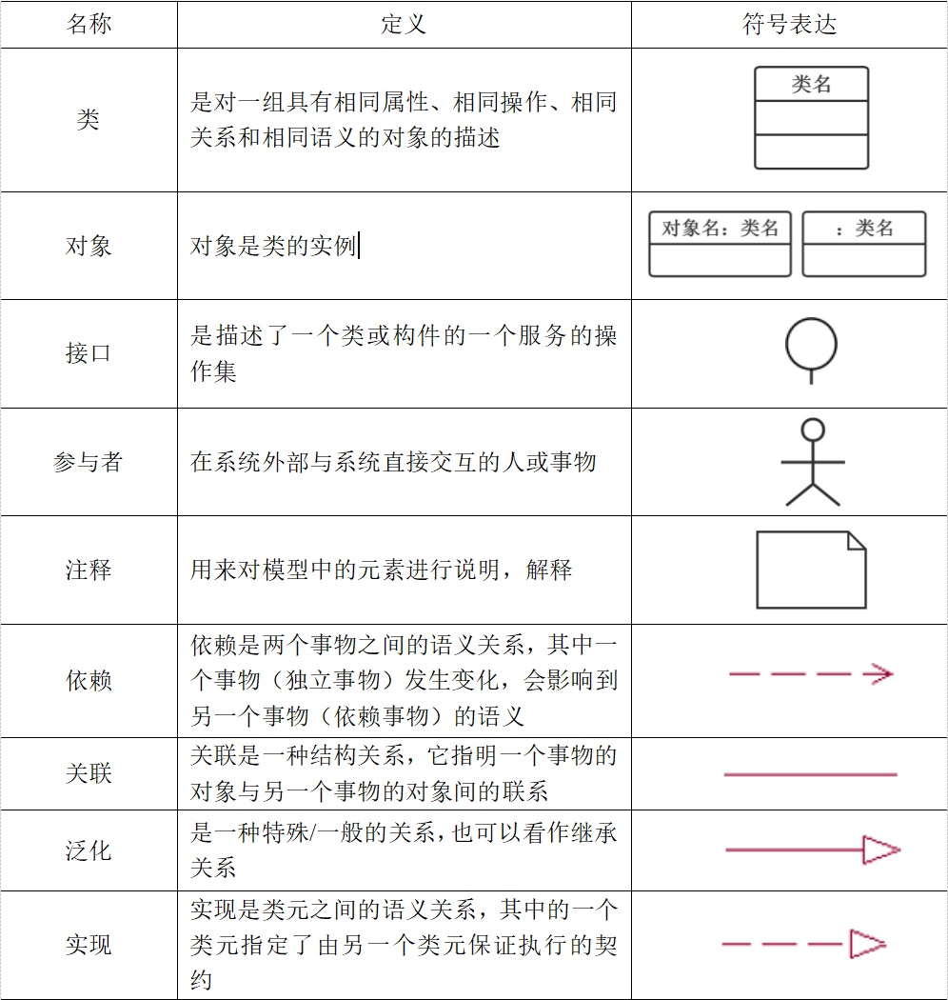 名称 定义 符号表达
类
是对一组具有相同属性、相同操作、相同
关系和相同语义的对象的描述
类名
对象
对象是类的实例
对象名：类名
：类名
接口
是描述了一个类或构件的一个服务的操
作集
参与者
在系统外部与系统直接交互的人或事物
注释
用来对模型中的元素进行说明，解释
依赖
依赖是两个事物之间的语义关系，其中一
个事物（独立事物）发生变化，会影响到
另一个事物（依赖事物）的语义
关联
关联是一种结构关系，它指明一个事物的
对象与另一个事物的对象间的联系
泛化
是一种特殊/一般的关系，也可以看作继承
关系
实现
实现是类元之间的语义关系，其中的一个
类元指定了由另一个类元保证执行的契
约